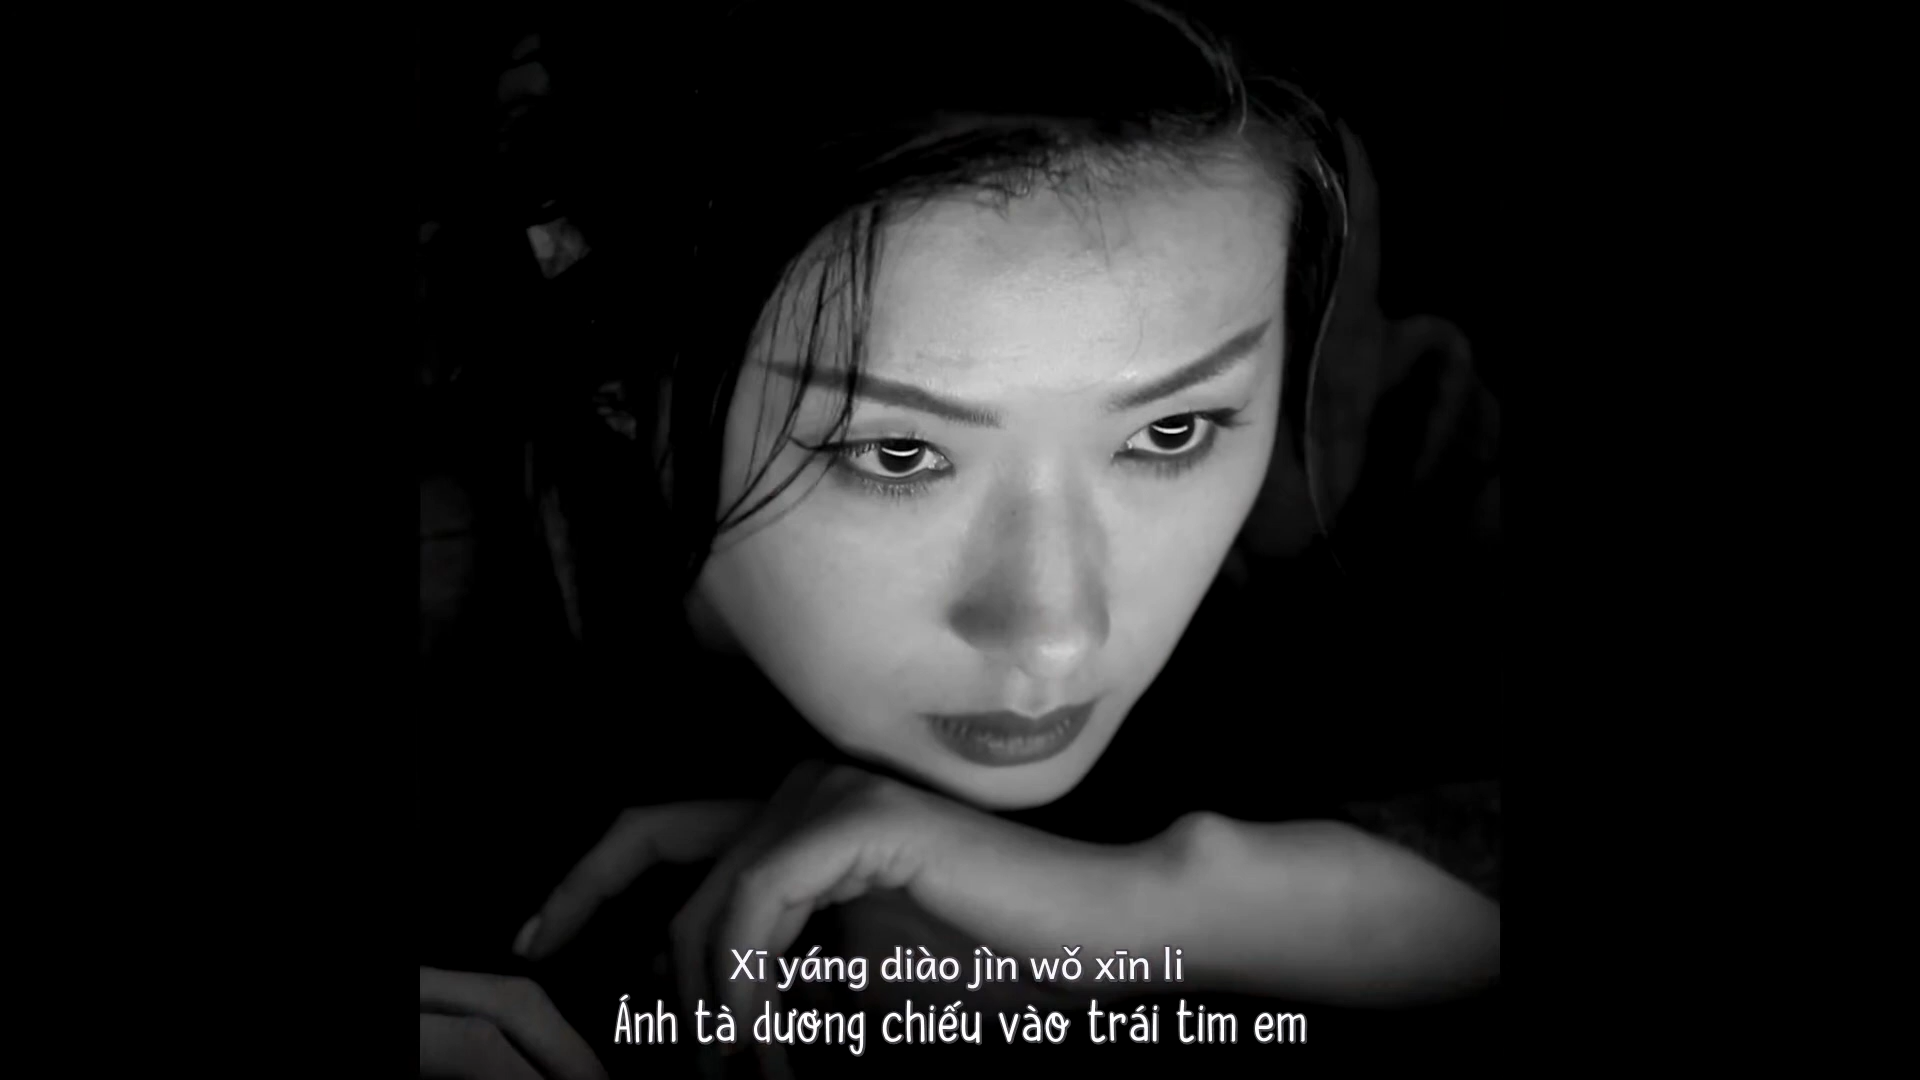 Xī yáng diào jìn wǒ xīn li
Ánh tà dương chiếu vào trái tim em